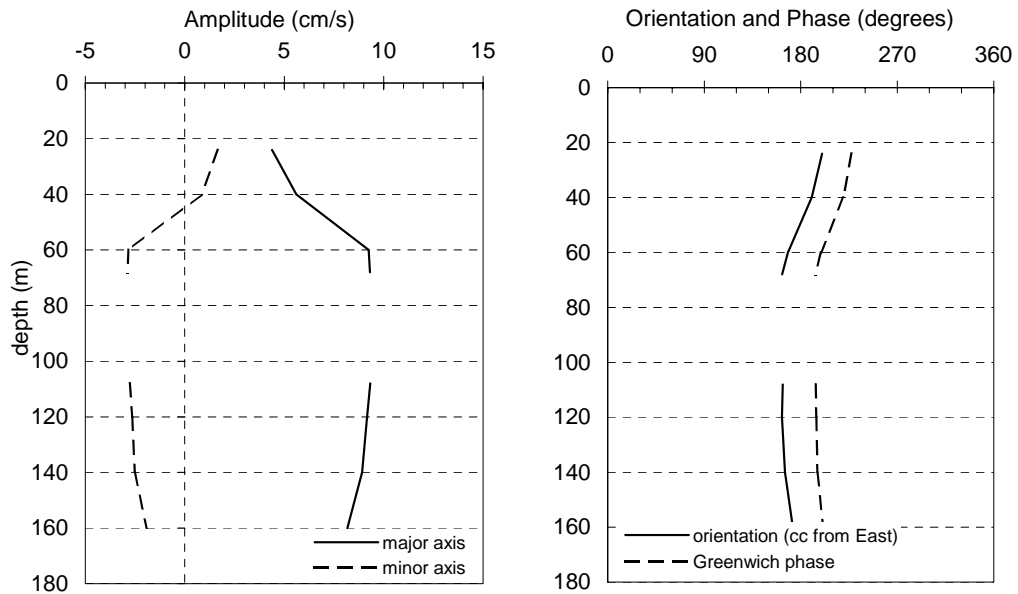 Amplitude (cm/s)
-5 0 5 10 15
0
20
40
60
80
100
120
140
160
180
depth (m)
major axis
minor axis
Orientation and Phase (degrees)
0 90 180 270 360
0
20
40
60
80
100
120
140
160
180
orientation (cc from East)
Greenwich phase